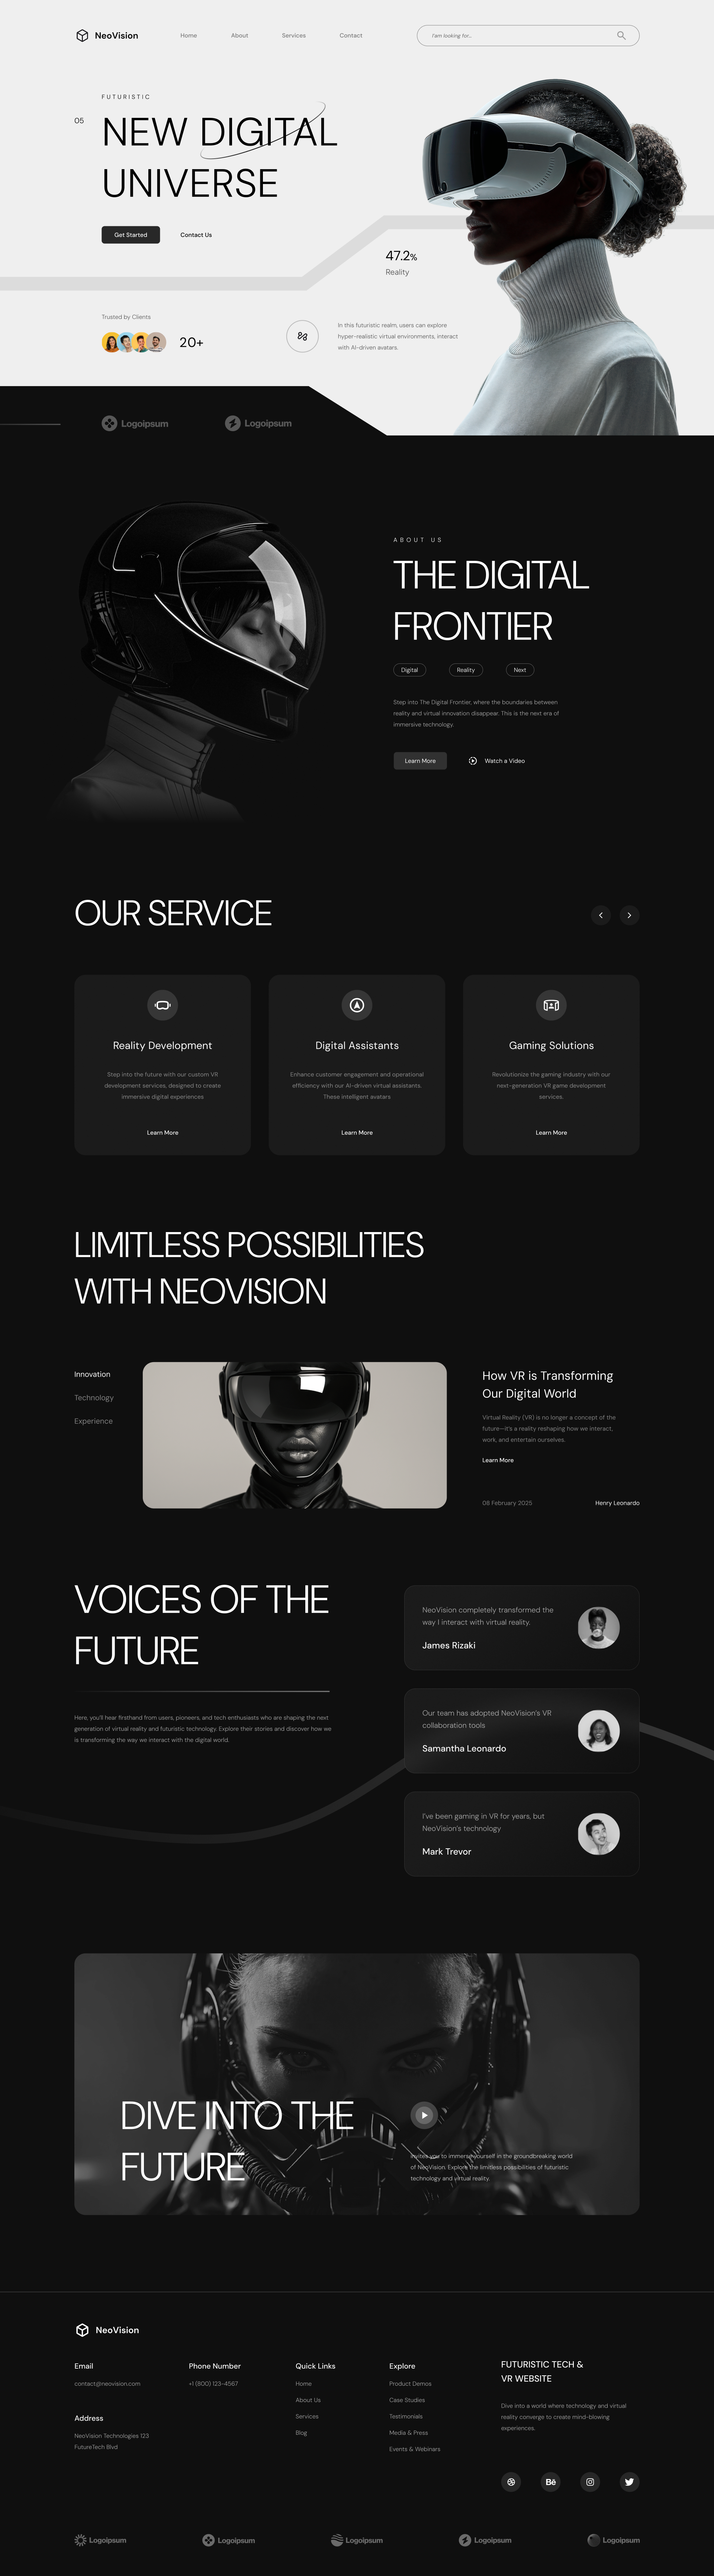 NeoVision
Home
About
Services
Contact
I'am looking for...
FUTURISTIC
05
NEW DIGITAL
UNIVERSE
Get Started
Contact Us
47.2%
Reality
Trusted by Clients
20+
In this futuristic realm, users can explore
hyper-realistic virtual environments, interact
with AI-driven avatars.
Logoipsum
Logoipsum
ABOUT US
THE DIGITAL
FRONTIER
Digital
Reality
Next
Step into The Digital Frontier, where the boundaries between
reality and virtual innovation disappear. This is the next era of
immersive technology.
Learn More
Watch a Video
OUR SERVICE
Reality Development
Step into the future with our custom VR
development services, designed to create
immersive digital experiences
Learn More
Digital Assistants
Enhance customer engagement and operational
efficiency with our AI-driven virtual assistants.
These intelligent avatars
Learn More
Gaming Solutions
Revolutionize the gaming industry with our
next-generation VR game development
services.
Learn More
LIMITLESS POSSIBILITIES
WITH NEOVISION
Innovation
Technology
Experience
How VR is Transforming
Our Digital World
Virtual Reality (VR) is no longer a concept of the
future—it's a reality reshaping how we interact,
work, and entertain ourselves.
Learn More
08 February 2025
Henry Leonardo
VOICES OF THE
FUTURE
Here, you'll hear firsthand from users, pioneers, and tech enthusiasts who are shaping the next
generation of virtual reality and futuristic technology. Explore their stories and discover how we
is transforming the way we interact with the digital world.
NeoVision completely transformed the
way I interact with virtual reality.
James Rizaki
Our team has adopted NeoVision's VR
collaboration tools
Samantha Leonardo
I've been gaming in VR for years, but
NeoVision's technology
Mark Trevor
DIVE INTO THE
FUTURE
invites you to immerse yourself in the groundbreaking world
of NeoVision. Explore the limitless possibilities of futuristic
technology and virtual reality
NeoVision
Email
contact@neovision.com
Address
NeoVision Technologies 123
FutureTech Blvd
Phone Number
+1 (800) 123-4567
Quick Links
Home
About Us
Services
Blog
Explore
Product Demos
Case Studies
Testimonials
Media & Press
Events & Webinars
FUTURISTIC TECH &
VR WEBSITE
Dive into a world where technology and virtual
reality converge to create mind-blowing
experiences.
Bē
Logoipsum
Logoipsum
Logoipsum
Logoipsum
Logoipsum